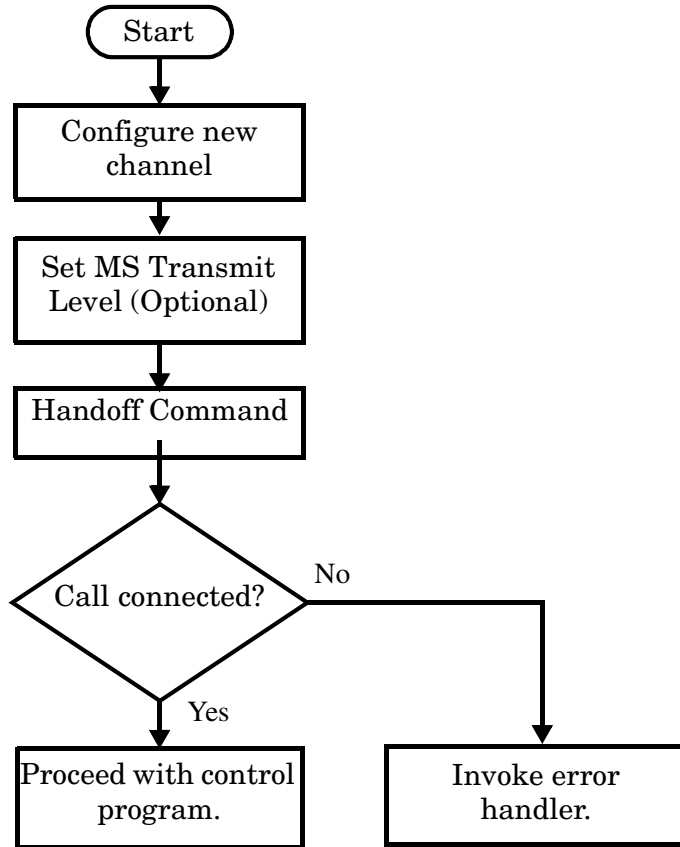 Start
Configure new
channel
Set MS Transmit
Level (Optional)
Handoff Command
Call connected?
No
Yes
Proceed with control
program.
Invoke error
handler.